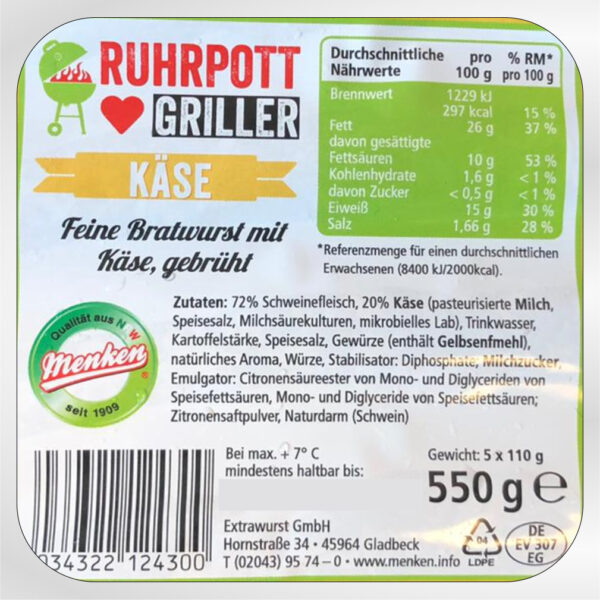 RUHRPOTT
GRILLER
KÄSE
Feine Bratwurst mit
Käse, gebrüht
Durchschnittliche Nährwerte pro 100 g % RM* pro 100 g
Brennwert 1229 kJ
297 kcal 15 %
Fett 26 g 37 %
davon gesättigte
Fettsäuren 10 g 53 %
Kohlenhydrate 1,6 g < 1 %
davon Zucker < 0,5 g < 1 %
Eiweiß 15 g 30 %
Salz 1,66 g 28 %
*Referenzmenge für einen durchschnittlichen
Erwachsenen (8400 kJ/2000kcal).
Zutaten: 72% Schweinefleisch, 20% Käse (pasteurisierte Milch,
Speisesalz, Milchsäurekulturen, mikrobielles Lab), Trinkwasser,
Kartoffelstärke, Speisesalz, Gewürze (enthält Gelbsenfmehl),
natürliches Aroma, Würze, Stabilisator: Diphosphate, Milchzucker,
Emulgator: Citronensäureester von Mono- und Diglyceriden von
Speisefettsäuren, Mono- und Diglyceride von Speisefettsäuren;
Zitronensaftpulver, Naturdarm (Schwein)
Qualität aus NRW
Menken
®
seit 1909
Bei max. + 7° C
mindestens haltbar bis:
Gewicht: 5 x 110 g
550 g ℮
Extrawurst GmbH
Hornstraße 34 • 45964 Gladbeck
T (02043) 95 74 – 0 • www.menken.info
34322 124300
04
LDPE
DE
EV 307
EG